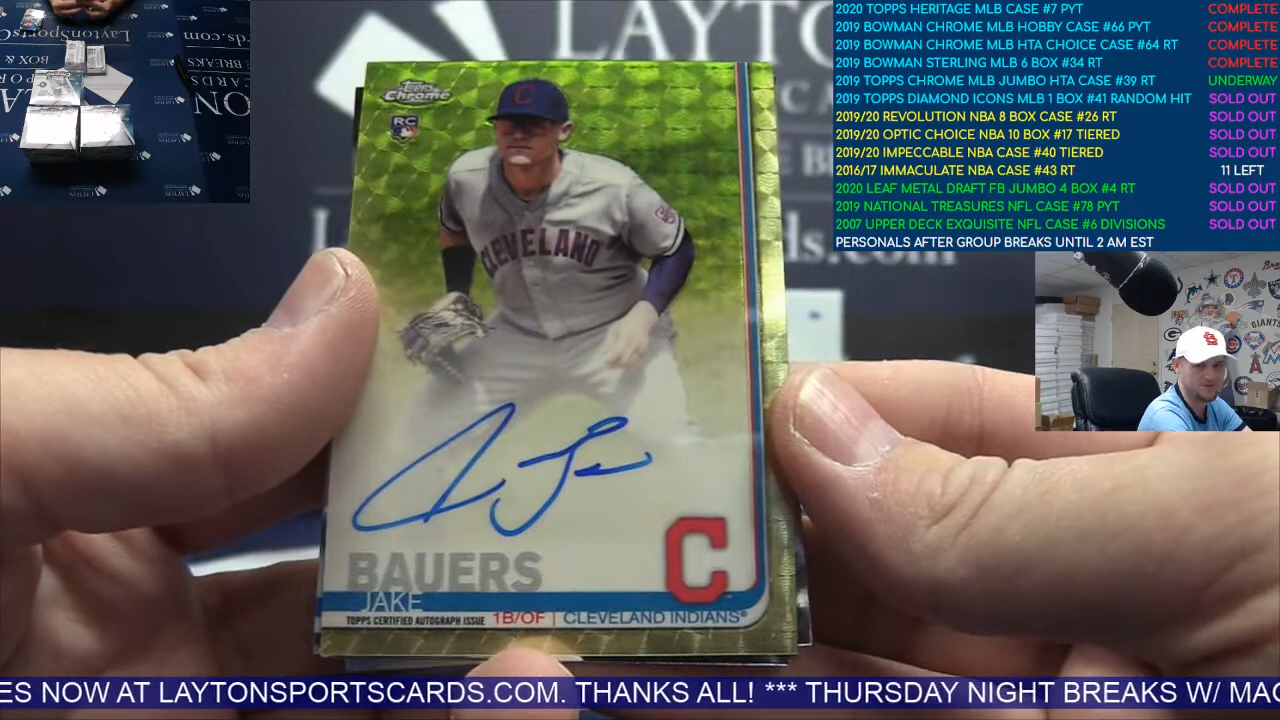 2020 TOPPS HERITAGE MLB CASE #7 PYT COMPLETE
2019 BOWMAN CHROME MLB HOBBY CASE #66 PYT COMPLETE
2019 BOWMAN CHROME MLB HTA CHOICE CASE #64 RT COMPLETE
2019 BOWMAN STERLING MLB 6 BOX #34 RT COMPLETE
2019 TOPPS CHROME MLB JUMBO HTA CASE #39 RT UNDERWAY
2019 TOPPS DIAMOND ICONS MLB 1 BOX #41 RANDOM HIT SOLD OUT
2019/20 REVOLUTION NBA 8 BOX CASE #26 RT SOLD OUT
2019/20 OPTIC CHOICE NBA 10 BOX #17 TIERED SOLD OUT
2019/20 IMPECCABLE NBA CASE #40 TIERED SOLD OUT
2016/17 IMMACULATE NBA CASE #43 RT 11 LEFT
2020 LEAF METAL DRAFT FB JUMBO 4 BOX #4 RT SOLD OUT
2019 NATIONAL TREASURES NFL CASE #78 PYT SOLD OUT
2007 UPPER DECK EXQUISITE NFL CASE #6 DIVISIONS SOLD OUT
PERSONALS AFTER GROUP BREAKS UNTIL 2 AM EST
LAYTON
ds.com
Topps
Chrome
RC
C
CLEVELAND
C
BAUERS
JAKE
TOPPS CERTIFIED AUTOGRAPH ISSUE 1B/OF | CLEVELAND INDIANS®
GIANTS
ES NOW AT LAYTONSPORTSCARDS.COM. THANKS ALL! *** THURSDAY NIGHT BREAKS W/ MAC